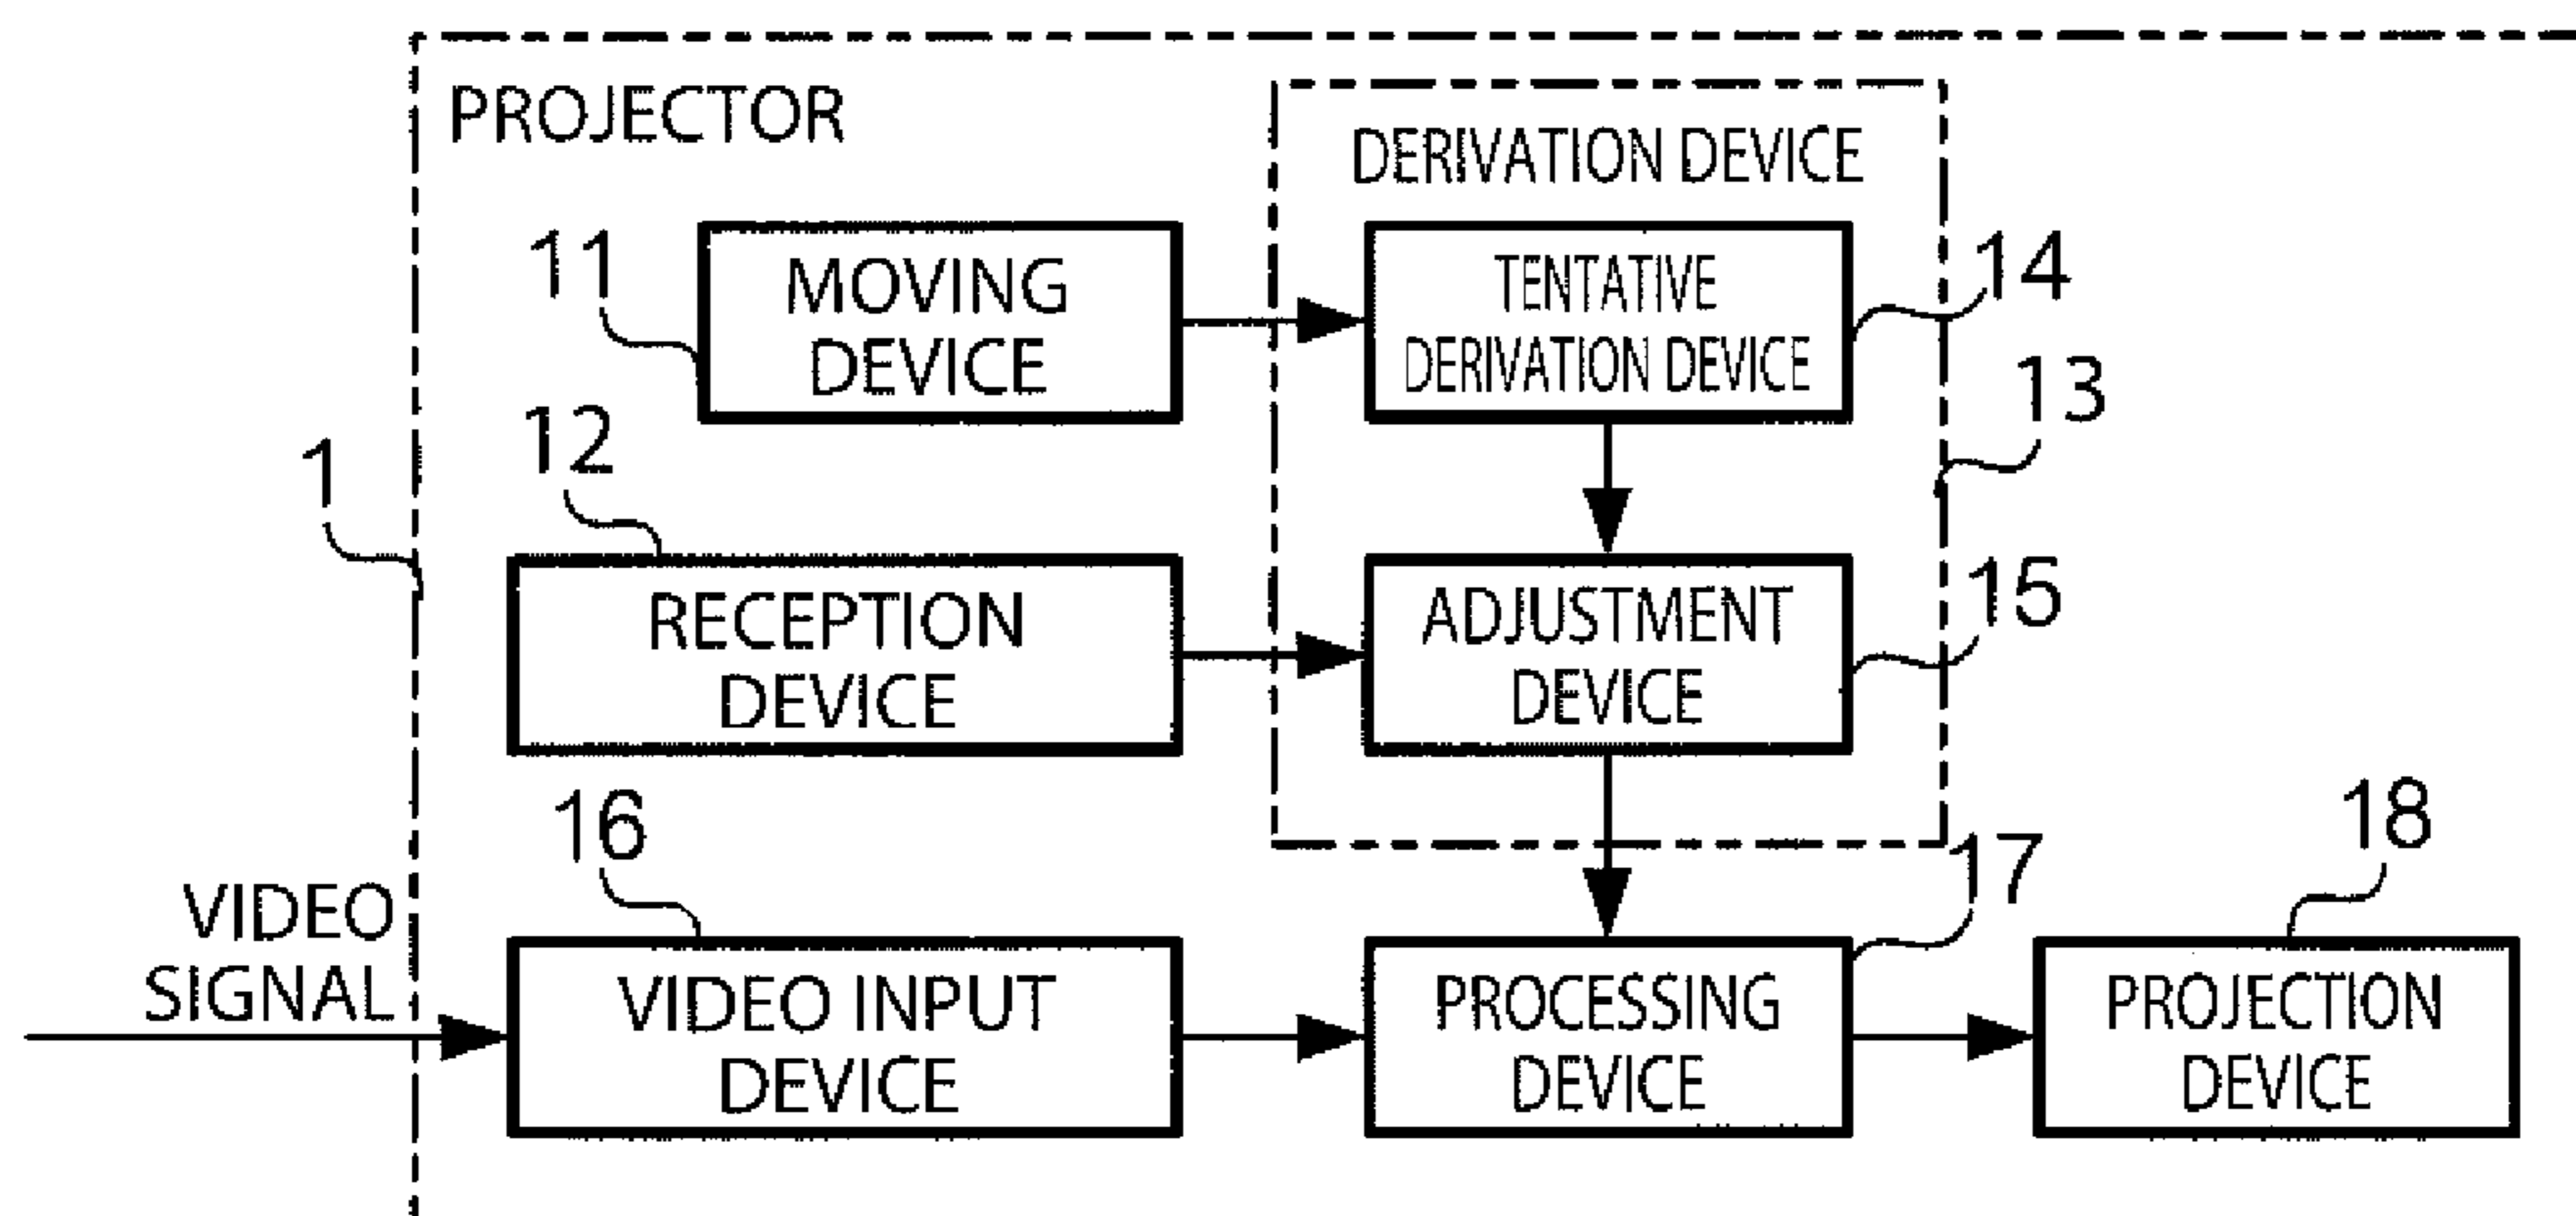 PROJECTOR
DERIVATION DEVICE
11
MOVING
DEVICE
TENTATIVE
DERIVATION DEVICE
14
13
12
1
RECEPTION
DEVICE
ADJUSTMENT
DEVICE
15
16
17
18
VIDEO
SIGNAL
VIDEO INPUT
DEVICE
PROCESSING
DEVICE
PROJECTION
DEVICE